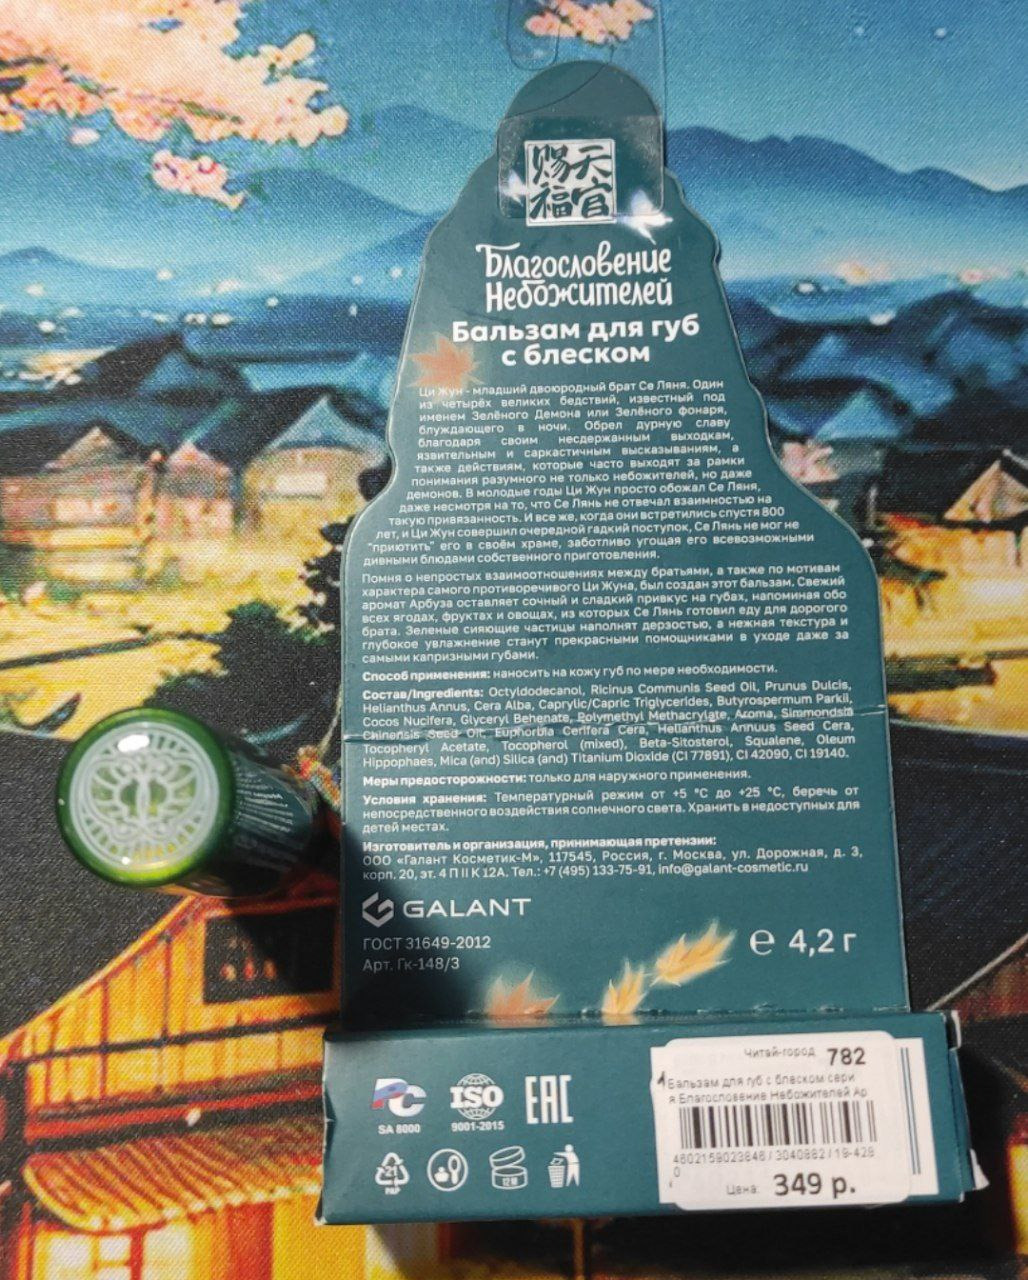 赐天
福官
Благословение
Небожителей
Бальзам для губ
с блеском
Ци Жун - младший двоюродный брат Се Ляня. Один
из четырёх великих бедствий, известный под
именем Зелёного Демона или Зелёного фонаря,
блуждающего в ночи. Обрел дурную славу
благодаря своим несдержанным выходкам,
язвительным и саркастичным высказываниям, а
также действиям, которые часто выходят за рамки
понимания разумного не только небожителей, но даже
демонов. В молодые годы Ци Жун просто обожал Се Ляня,
даже несмотря на то, что Се Лянь не отвечал взаимностью на
такую привязанность. И все же, когда они встретились спустя 800
лет, и Ци Жун совершил очередной гадкий поступок, Се Лянь не мог не
"приютить" его в своём храме, заботливо угощая его всевозможными
дивными блюдами собственного приготовления.
Помня о непростых взаимоотношениях между братьями, а также по мотивам
характера самого противоречивого Ци Жуна, был создан этот бальзам. Свежий
аромат Арбуза оставляет сочный и сладкий привкус на губах, напоминая обо
всех ягодах, фруктах и овощах, из которых Се Лянь готовил еду для дорогого
брата. Зеленые сияющие частицы наполнят дерзостью, а нежная текстура и
глубокое увлажнение станут прекрасными помощниками в уходе даже за
самыми капризными губами.
Способ применения: наносить на кожу губ по мере необходимости.
Состав/Ingredients: Octyldodecanol, Ricinus Communis Seed Oil, Prunus Dulcis,
Helianthus Annus, Cera Alba, Caprylic/Capric Triglycerides, Butyrospermum Parkii,
Cocos Nucifera, Glyceryl Behenate, Polymethyl Methacrylate, Aroma, Simmondsia
Chinensis Seed Oil, Euphorbia Cerifera Cera, Helianthus Annuus Seed Cera,
Tocopheryl Acetate, Tocopherol (mixed), Beta-Sitosterol, Squalene, Oleum
Hippophaes, Mica (and) Silica (and) Titanium Dioxide (CI 77891), CI 42090, CI 19140.
Меры предосторожности: только для наружного применения.
Условия хранения: Температурный режим от +5 °C до +25 °C, беречь от
непосредственного воздействия солнечного света. Хранить в недоступных для
детей местах.
Изготовитель и организация, принимающая претензии:
ООО «Галант Косметик-М», 117545, Россия, г. Москва, ул. Дорожная, д. 3,
корп. 20, эт. 4 П II К 12А. Тел.: +7 (495) 133-75-91, info@galant-cosmetic.ru
GALANT
ГОСТ 31649-2012
Арт. Гк-148/3
℮ 4,2 г
РС
SA 8000
ISO
9001-2015
EAC
21
PAP
12 M
Читай-город 782
Бальзам для губ с блеском сери
я Благословение Небожителей Ар
4602159023846 / 3040882 / 19-428
0
Цена: 349 р.